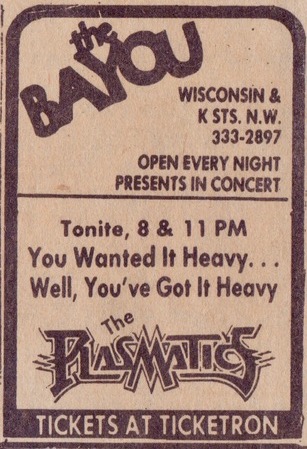 the
BAYOU
WISCONSIN &
K STS. N.W.
333-2897
OPEN EVERY NIGHT
PRESENTS IN CONCERT
Tonite, 8 & 11 PM
You Wanted It Heavy. . .
Well, You've Got It Heavy
The
PLASMATICS
TICKETS AT TICKETRON